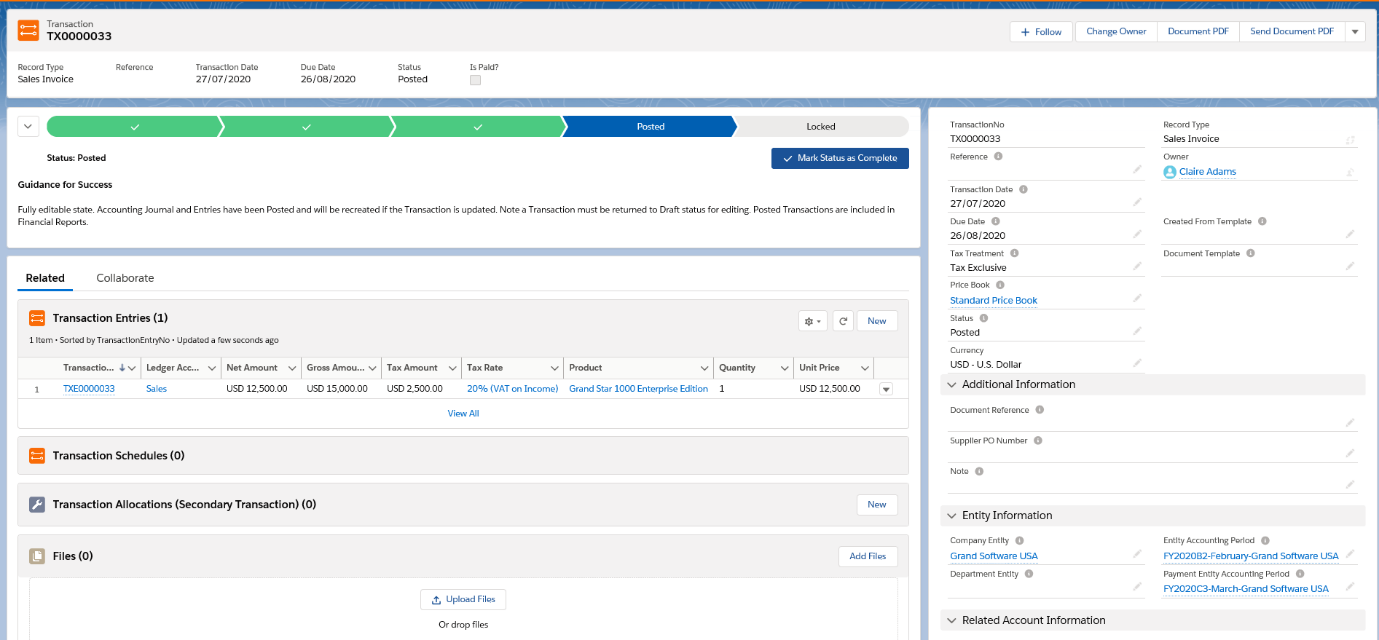 Transaction
TX0000033
Follow
Change Owner
Document PDF
Send Document PDF
Record Type
Reference
Transaction Date
Due Date
Status
Is Paid?
Sales Invoice
27/07/2020
26/08/2020
Posted
Posted
Locked
Status: Posted
Mark Status as Complete
Guidance for Success
Fully editable state. Accounting Journal and Entries have been Posted and will be recreated if the Transaction is updated. Note a Transaction must be returned to Draft status for editing. Posted Transactions are included in
Financial Reports.
Related
Collaborate
Transaction Entries (1)
New
1 Item • Sorted by TransactionEntryNo • Updated a few seconds ago
Transactio...
Ledger Acc...
Net Amount
Gross Amoun...
Tax Amount
Tax Rate
Product
Quantity
Unit Price
1
TXE0000033
Sales
USD 12,500.00
USD 15,000.00
USD 2,500.00
20% (VAT on Income)
Grand Star 1000 Enterprise Edition
1
USD 12,500.00
View All
Transaction Schedules (0)
Transaction Allocations (Secondary Transaction) (0)
New
Files (0)
Add Files
Upload Files
Or drop files
TransactionNo
TX0000033
Record Type
Sales Invoice
Reference
Owner
Claire Adams
Transaction Date
27/07/2020
Due Date
26/08/2020
Created From Template
Tax Treatment
Tax Exclusive
Document Template
Price Book
Standard Price Book
Status
Posted
Currency
USD - U.S. Dollar
Additional Information
Document Reference
Supplier PO Number
Note
Entity Information
Company Entity
Grand Software USA
Entity Accounting Period
FY2020B2-February-Grand Software USA
Department Entity
Payment Entity Accounting Period
FY2020C3-March-Grand Software USA
Related Account Information